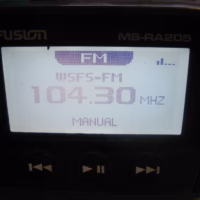 FUSION MS-RA205
FM
WSFS-FM
104.30 MHZ
MANUAL